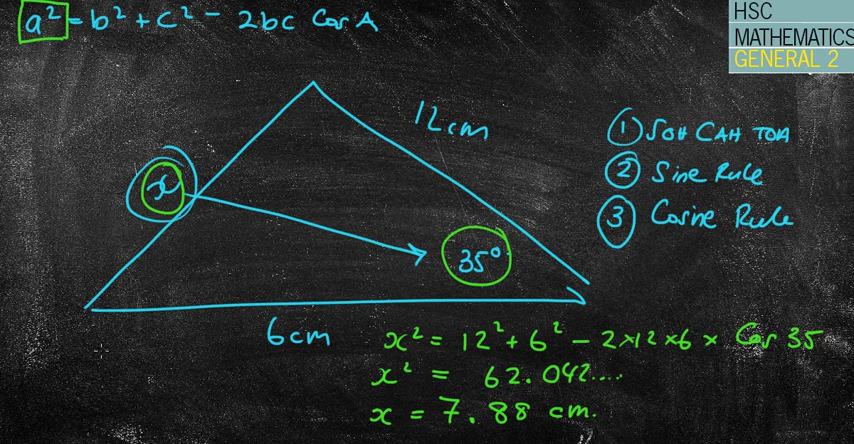 a² = b² + c² - 2bc Cos A
HSC
MATHEMATICS
GENERAL 2
12cm
① SOH CAH TOA
② Sine Rule
③ Cosine Rule
x
35°
6cm
x² = 12² + 6² - 2×12×6× Cos 35
x² = 62.042....
x = 7.88 cm.